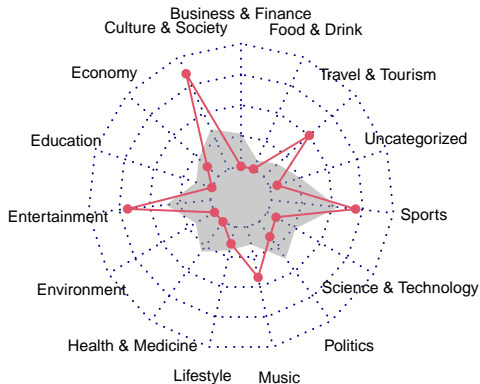 Business & Finance
Culture & Society
Food & Drink
Economy
Travel & Tourism
Education
Uncategorized
Entertainment
Sports
Environment
Science & Technology
Health & Medicine
Politics
Lifestyle
Music